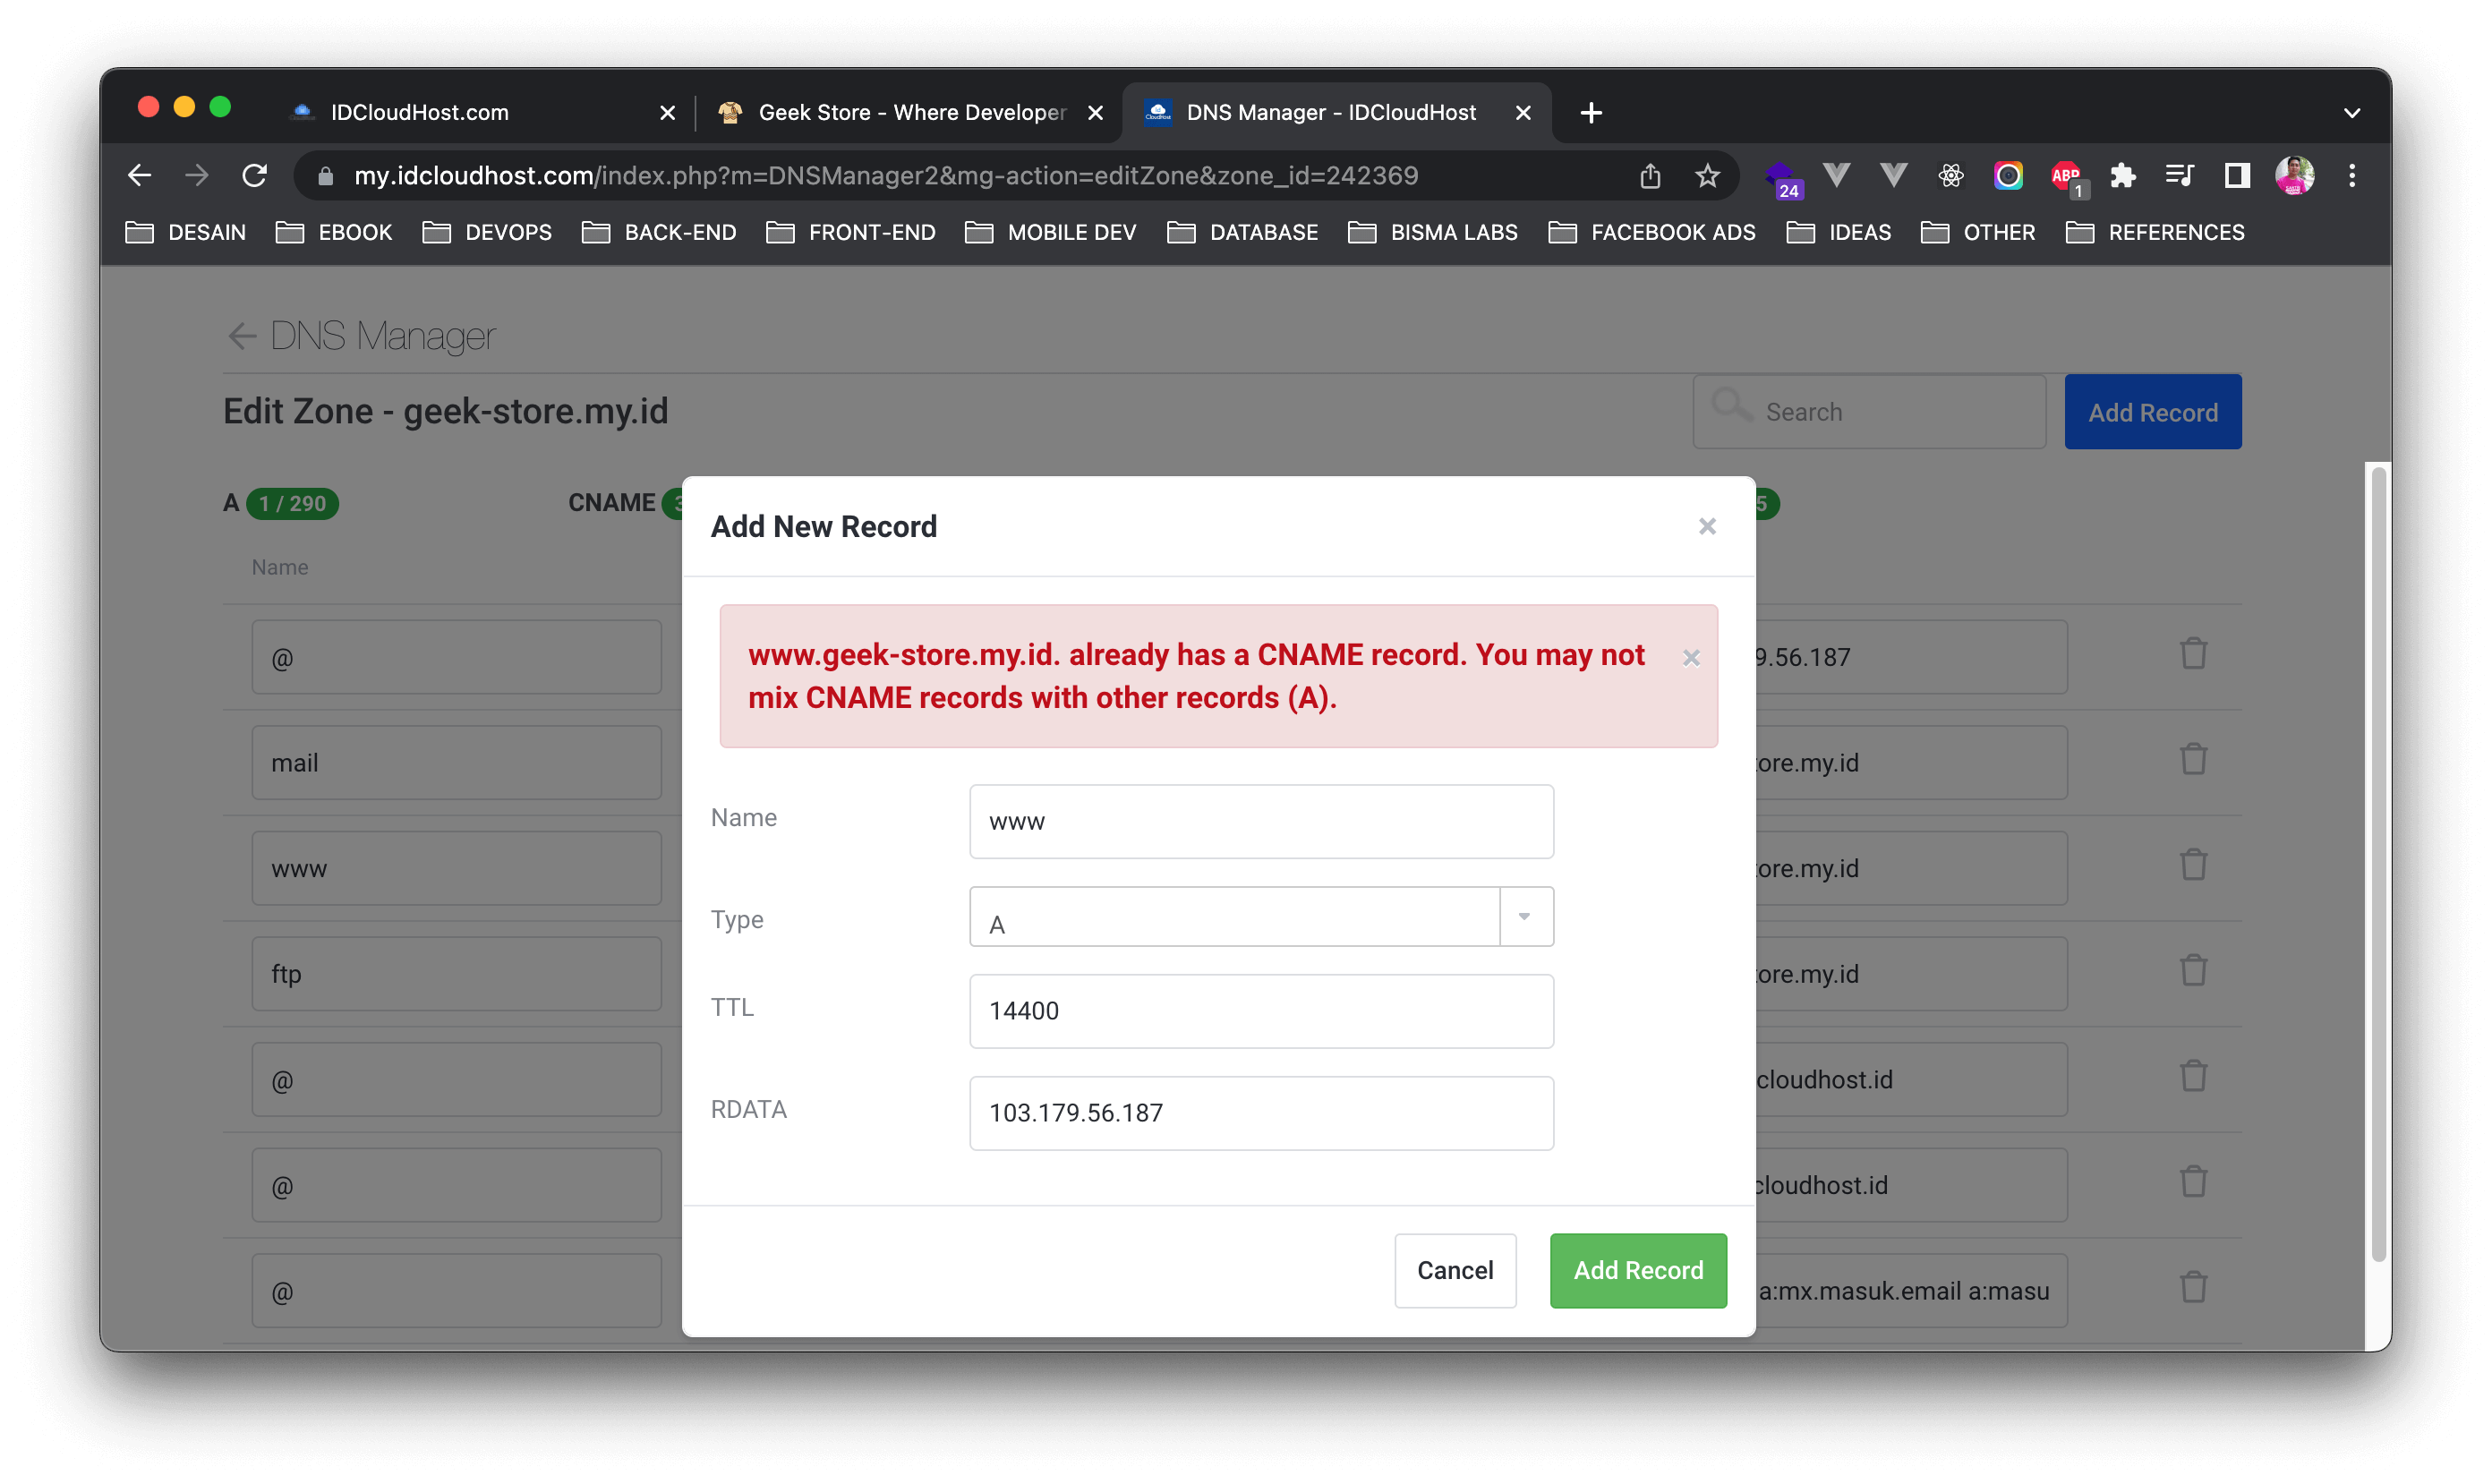 IDCloudHost.com
Geek Store - Where Developer
DNS Manager - IDCloudHost
my.idcloudhost.com/index.php?m=DNSManager2&mg-action=editZone&zone_id=242369
24
ABP
1
DESAIN
EBOOK
DEVOPS
BACK-END
FRONT-END
MOBILE DEV
DATABASE
BISMA LABS
FACEBOOK ADS
IDEAS
OTHER
REFERENCES
DNS Manager
Edit Zone - geek-store.my.id
Search
Add Record
A 1 / 290
CNAME 3
5
Name
@
9.56.187
mail
ore.my.id
www
ore.my.id
ftp
ore.my.id
@
cloudhost.id
@
cloudhost.id
@
a:mx.masuk.email a:masu
Add New Record
www.geek-store.my.id. already has a CNAME record. You may not
mix CNAME records with other records (A).
Name
www
Type
A
TTL
14400
RDATA
103.179.56.187
Cancel
Add Record